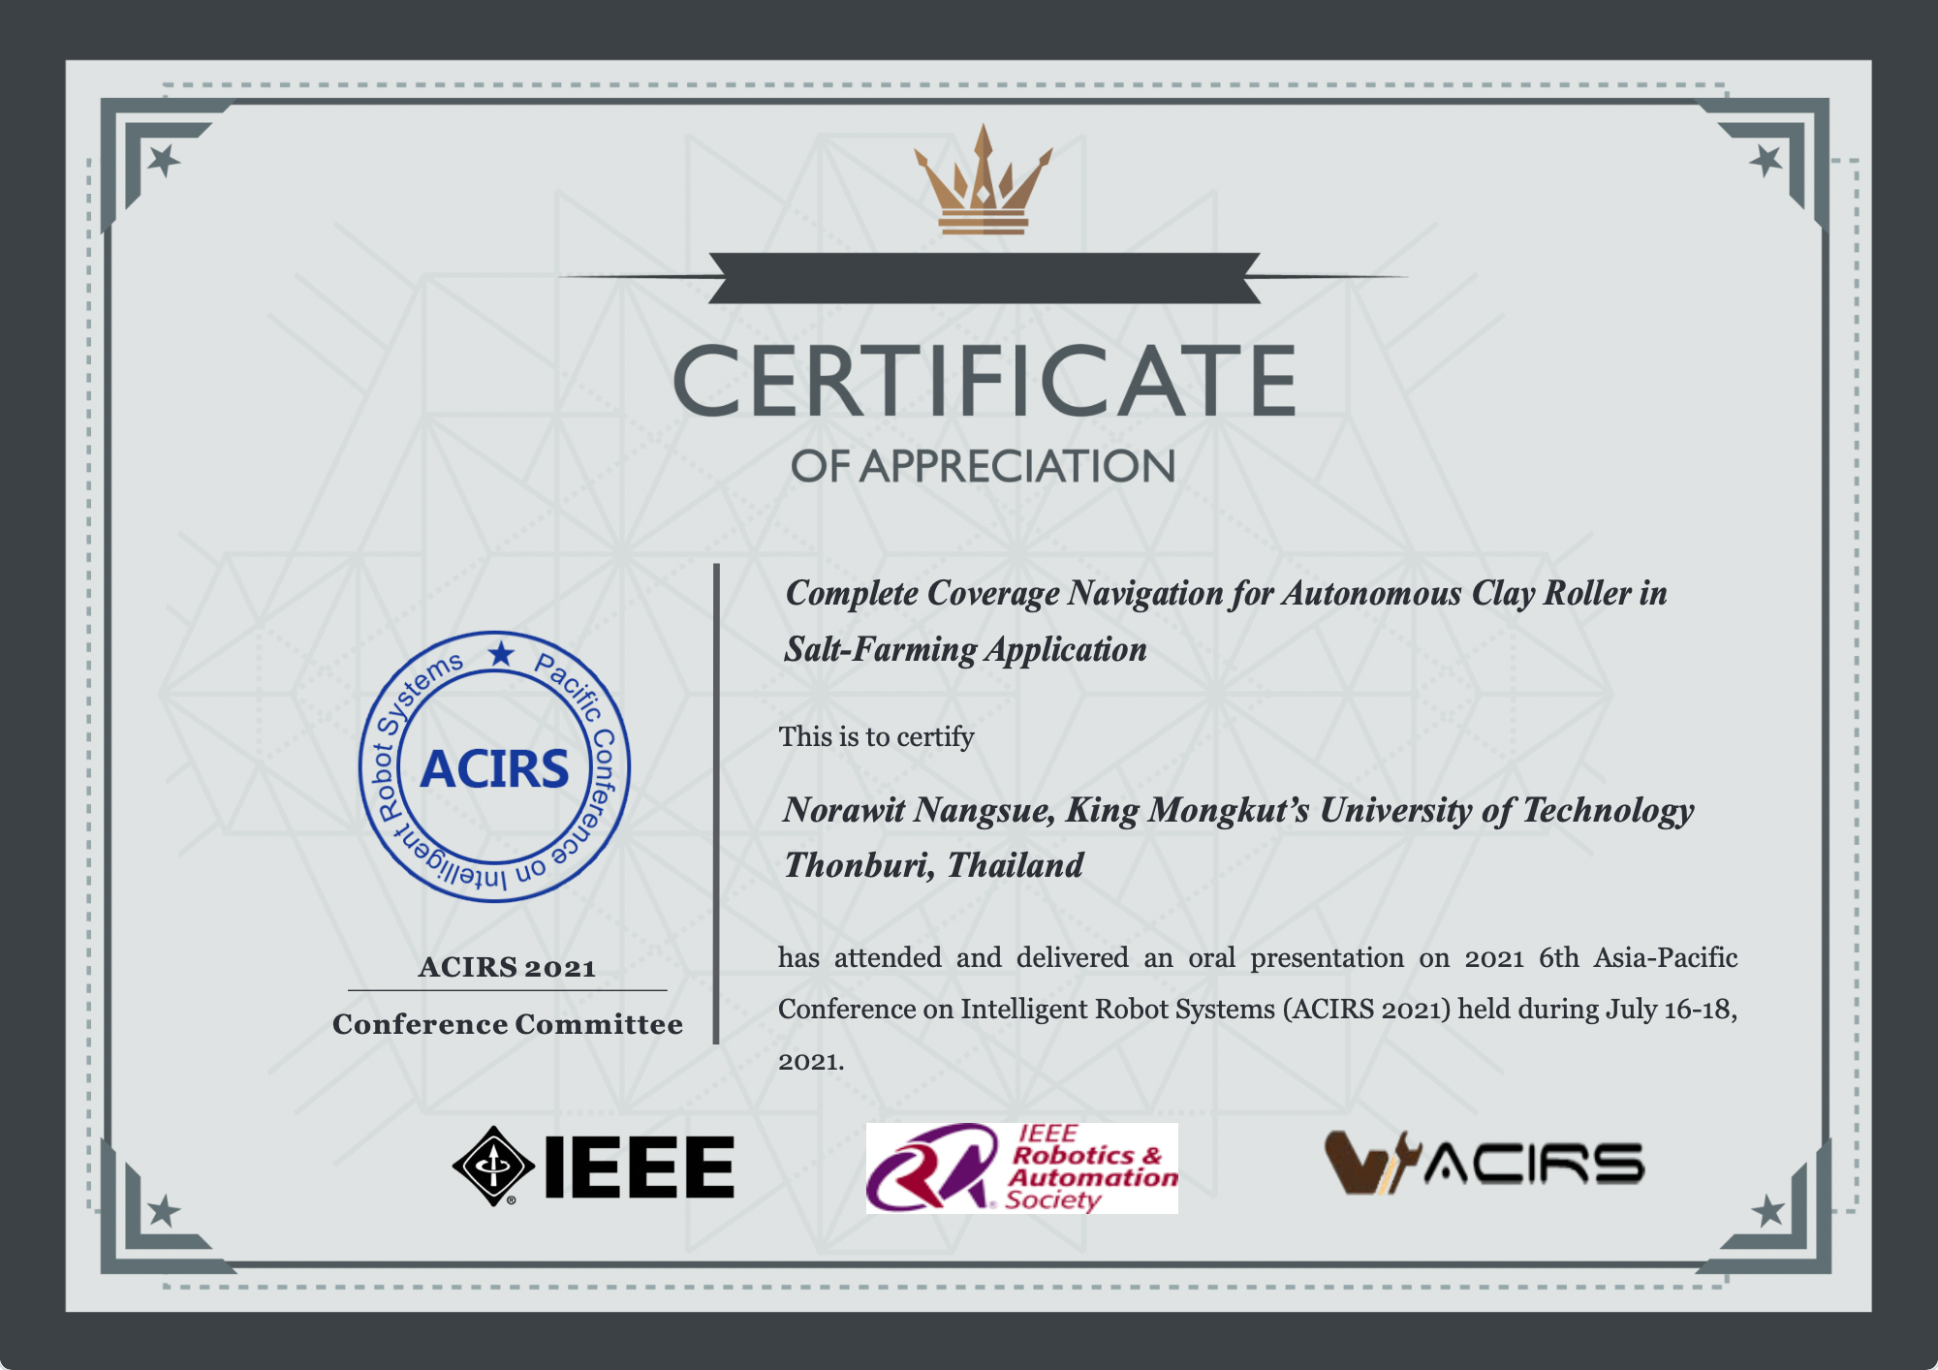 CERTIFICATE
OF APPRECIATION
Complete Coverage Navigation for Autonomous Clay Roller in
Salt-Farming Application
This is to certify
Norawit Nangsue, King Mongkut’s University of Technology
Thonburi, Thailand
has attended and delivered an oral presentation on 2021 6th Asia-Pacific
Conference on Intelligent Robot Systems (ACIRS 2021) held during July 16-18,
2021.
Pacific Conference on Intelligent Robot Systems
ACIRS
ACIRS 2021
Conference Committee
IEEE
®
RA
®
IEEE
Robotics &
Automation
Society
ACIRS